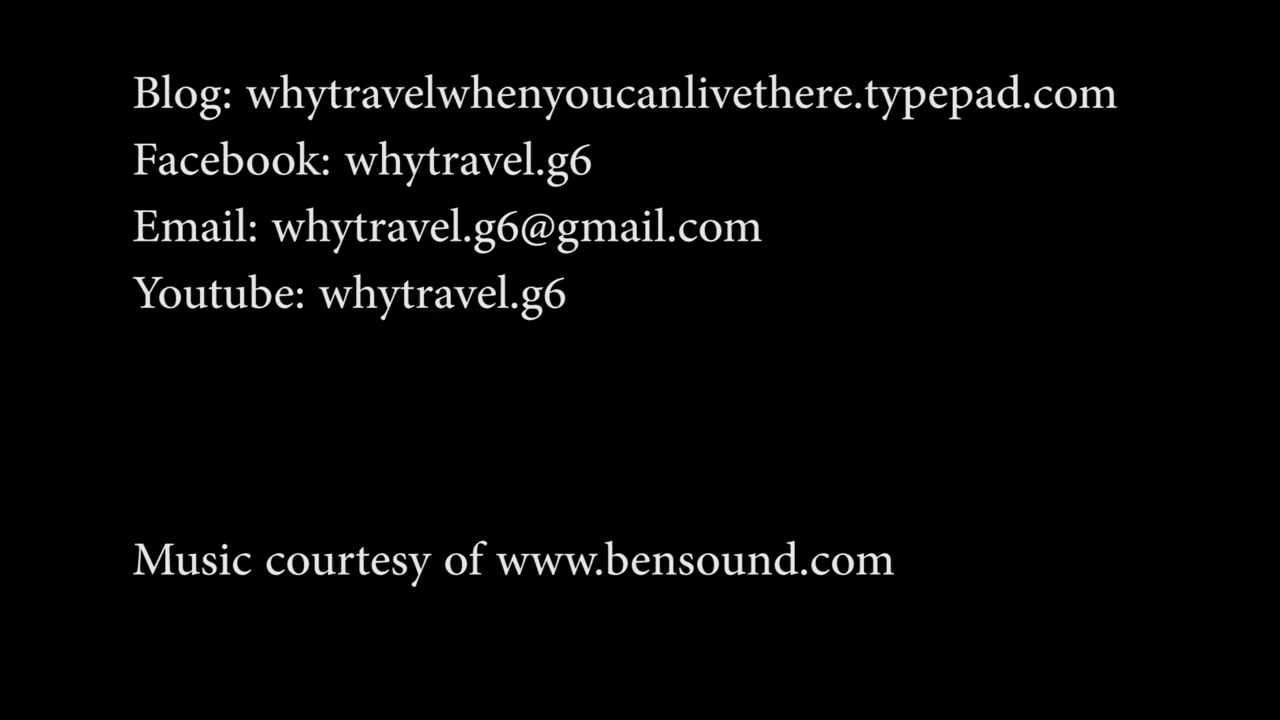 Blog: whytravelwhenyoucanlivethere.typepad.com
Facebook: whytravel.g6
Email: whytravel.g6@gmail.com
Youtube: whytravel.g6
Music courtesy of www.bensound.com